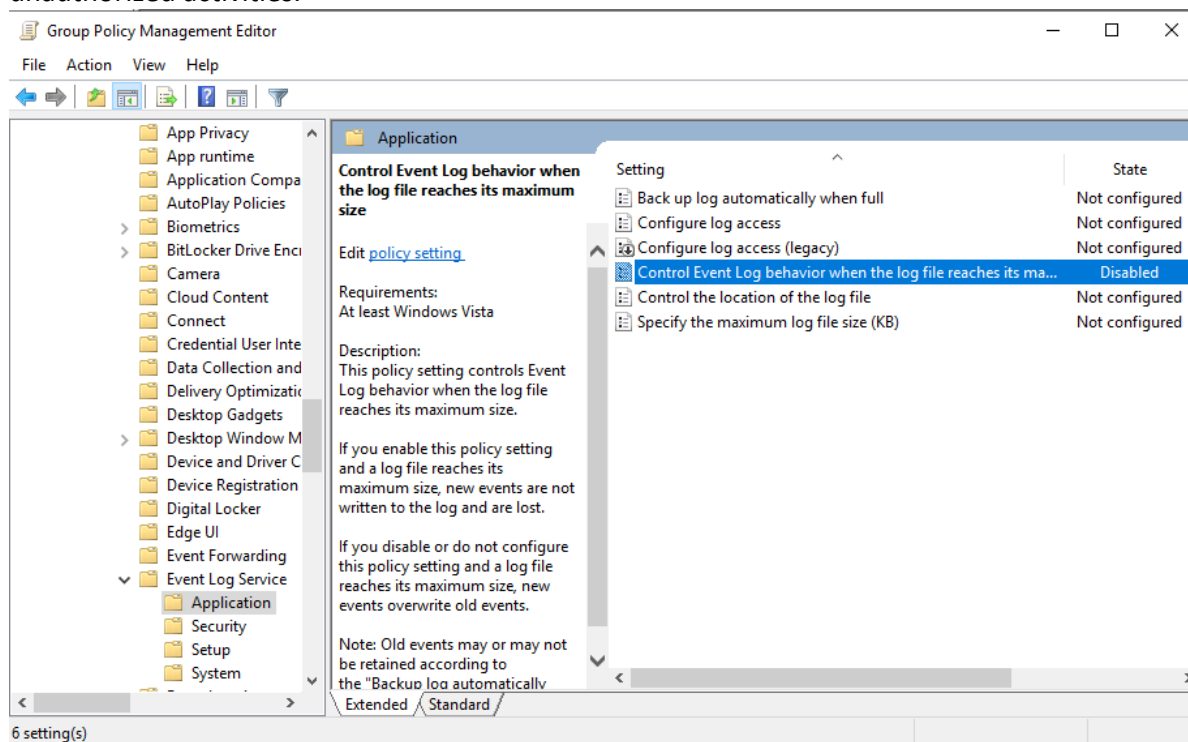 unauthorized activities.
Group Policy Management Editor
File Action View Help
App Privacy
App runtime
Application Compa
AutoPlay Policies
Biometrics
BitLocker Drive Encr
Camera
Cloud Content
Connect
Credential User Inte
Data Collection and
Delivery Optimizatic
Desktop Gadgets
Desktop Window M
Device and Driver C
Device Registration
Digital Locker
Edge UI
Event Forwarding
Event Log Service
Application
Security
Setup
System
Application
Control Event Log behavior when
the log file reaches its maximum
size
Edit policy setting
Requirements:
At least Windows Vista
Description:
This policy setting controls Event
Log behavior when the log file
reaches its maximum size.
If you enable this policy setting
and a log file reaches its
maximum size, new events are not
written to the log and are lost.
If you disable or do not configure
this policy setting and a log file
reaches its maximum size, new
events overwrite old events.
Note: Old events may or may not
be retained according to
the "Backup log automatically
Setting State
Back up log automatically when full Not configured
Configure log access Not configured
Configure log access (legacy) Not configured
Control Event Log behavior when the log file reaches its ma... Disabled
Control the location of the log file Not configured
Specify the maximum log file size (KB) Not configured
Extended Standard
6 setting(s)